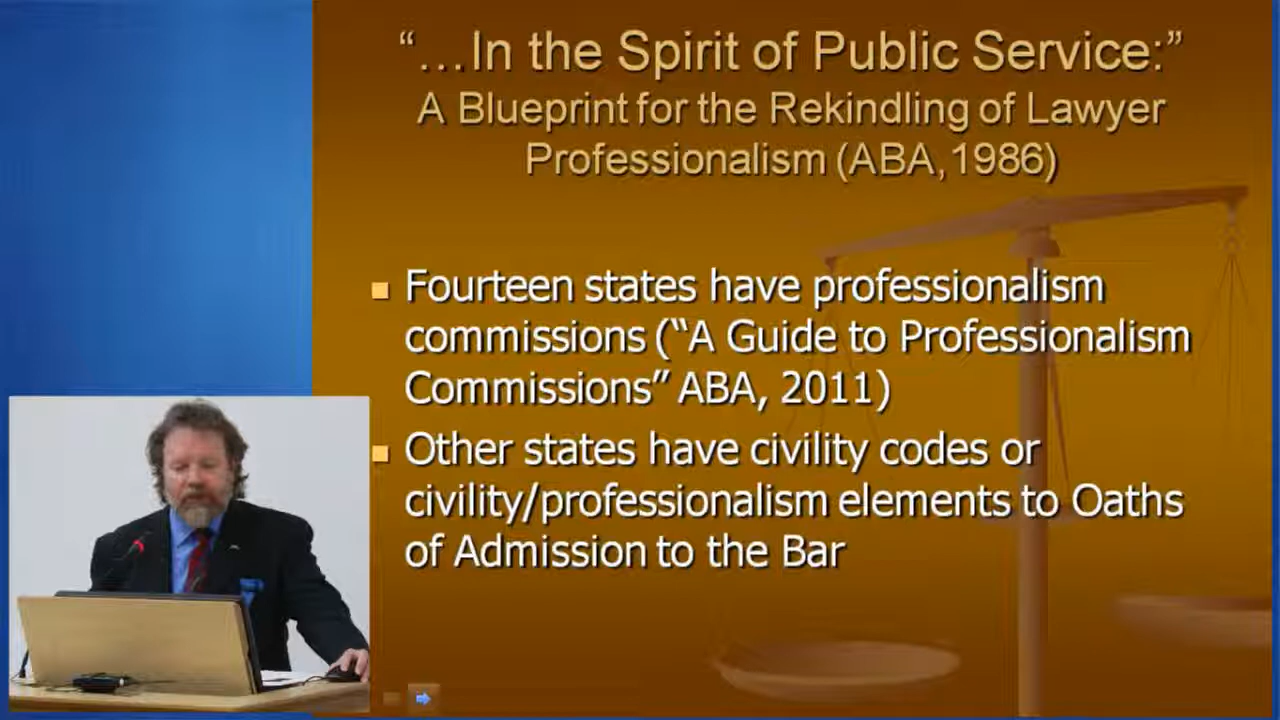 “…In the Spirit of Public Service:”
A Blueprint for the Rekindling of Lawyer
Professionalism (ABA,1986)
Fourteen states have professionalism
commissions (“A Guide to Professionalism
Commissions” ABA, 2011)
Other states have civility codes or
civility/professionalism elements to Oaths
of Admission to the Bar